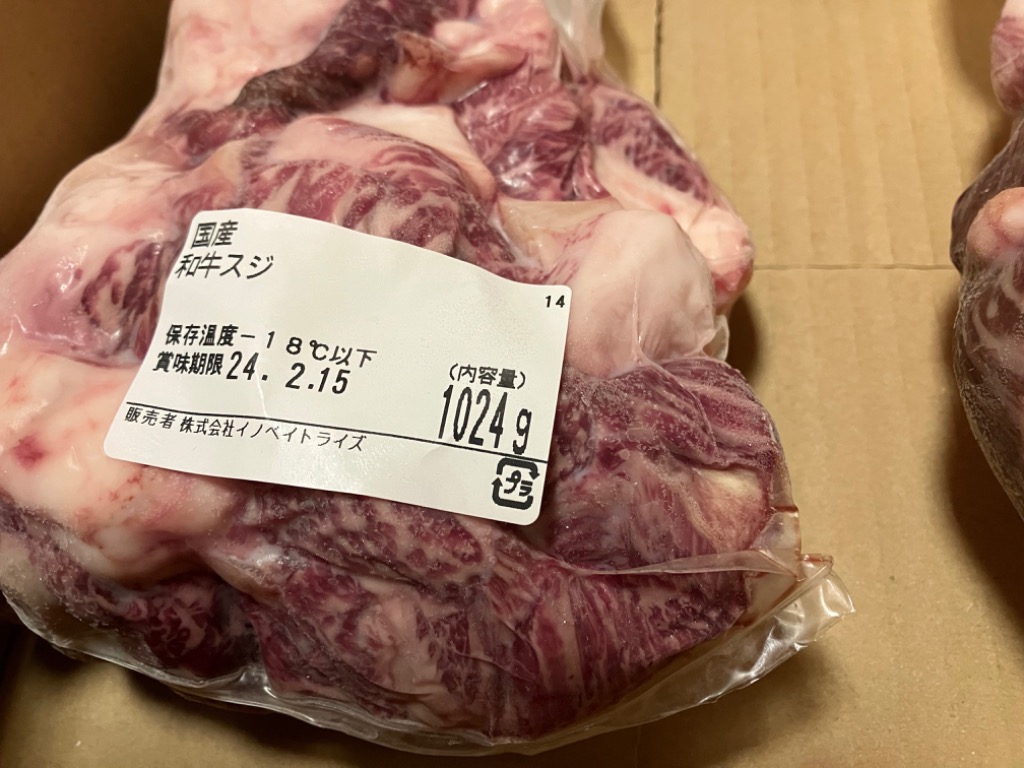 国産
和牛スジ
14
保存温度－１８℃以下
賞味期限24. 2.15
(内容量)
1024g
販売者 株式会社イノベイトライズ
プラ